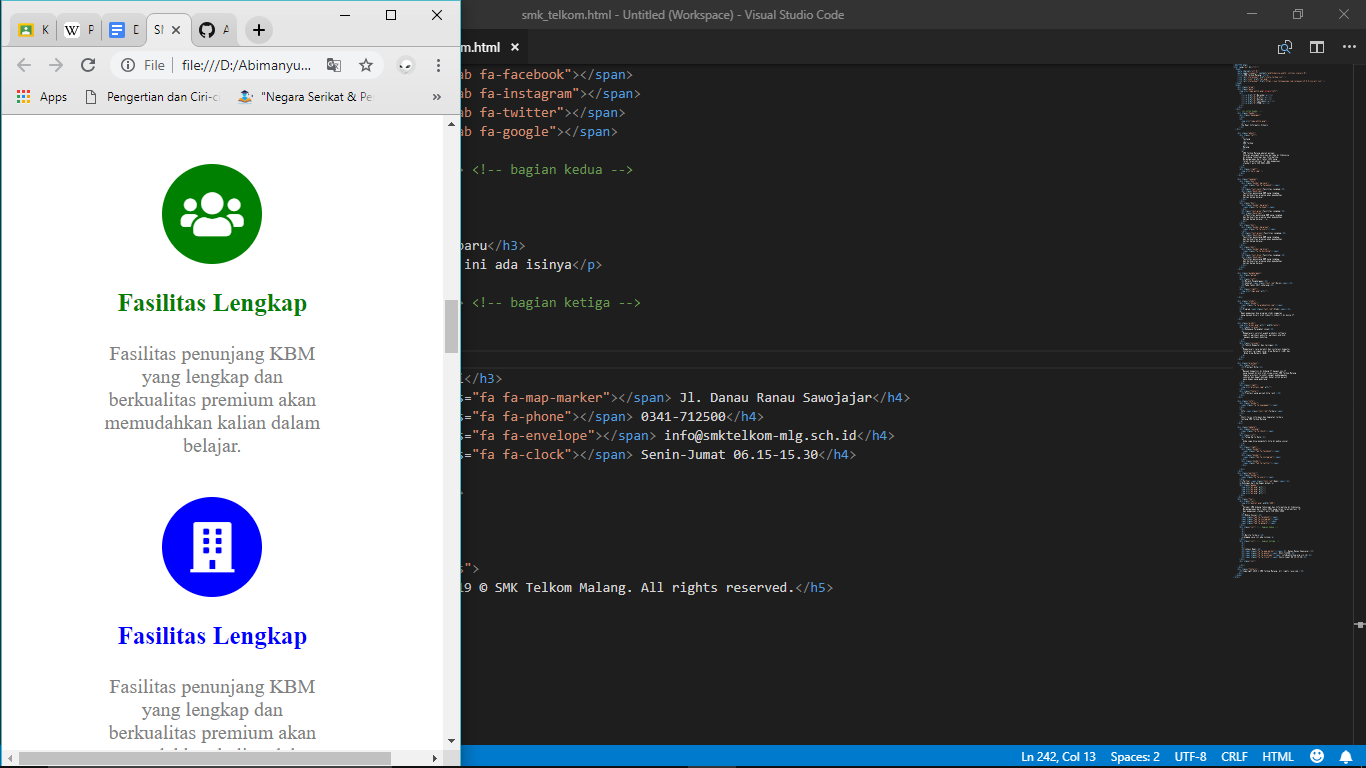 smk_telkom.html - Untitled (Workspace) - Visual Studio Code
K
P
D
SI
A
File
file:///D:/Abimanyu...
Apps
Pengertian dan Ciri-c
"Negara Serikat & Pe
»
Fasilitas Lengkap
Fasilitas penunjang KBM
yang lengkap dan
berkualitas premium akan
memudahkan kalian dalam
belajar.
Fasilitas Lengkap
Fasilitas penunjang KBM
yang lengkap dan
berkualitas premium akan
m.html
ab fa-facebook"></span>
ab fa-instagram"></span>
ab fa-twitter"></span>
ab fa-google"></span>
> <!-- bagian kedua -->
baru</h3>
ini ada isinya</p>
> <!-- bagian ketiga -->
i</h3>
s="fa fa-map-marker"></span> Jl. Danau Ranau Sawojajar</h4>
s="fa fa-phone"></span> 0341-712500</h4>
s="fa fa-envelope"></span> info@smktelkom-mlg.sch.id</h4>
s="fa fa-clock"></span> Senin-Jumat 06.15-15.30</h4>
>
s">
19 © SMK Telkom Malang. All rights reserved.</h5>
Ln 242, Col 13
Spaces: 2
UTF-8
CRLF
HTML